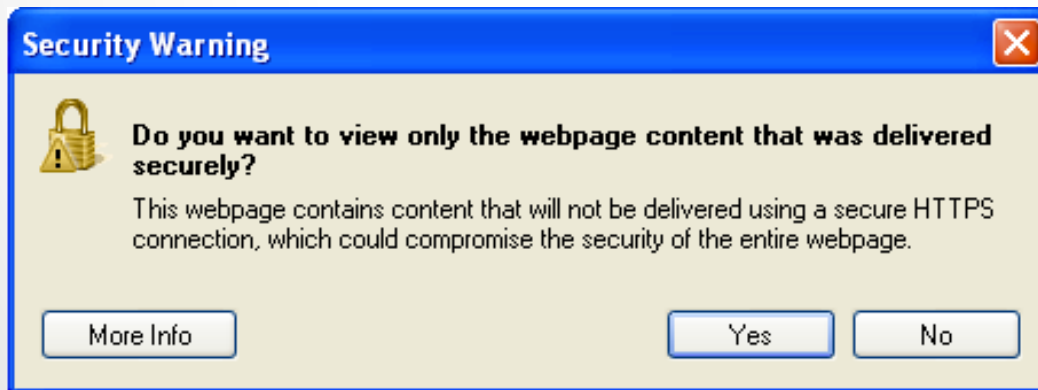 Security Warning
Do you want to view only the webpage content that was delivered
securely?
This webpage contains content that will not be delivered using a secure HTTPS
connection, which could compromise the security of the entire webpage.
More Info
Yes
No